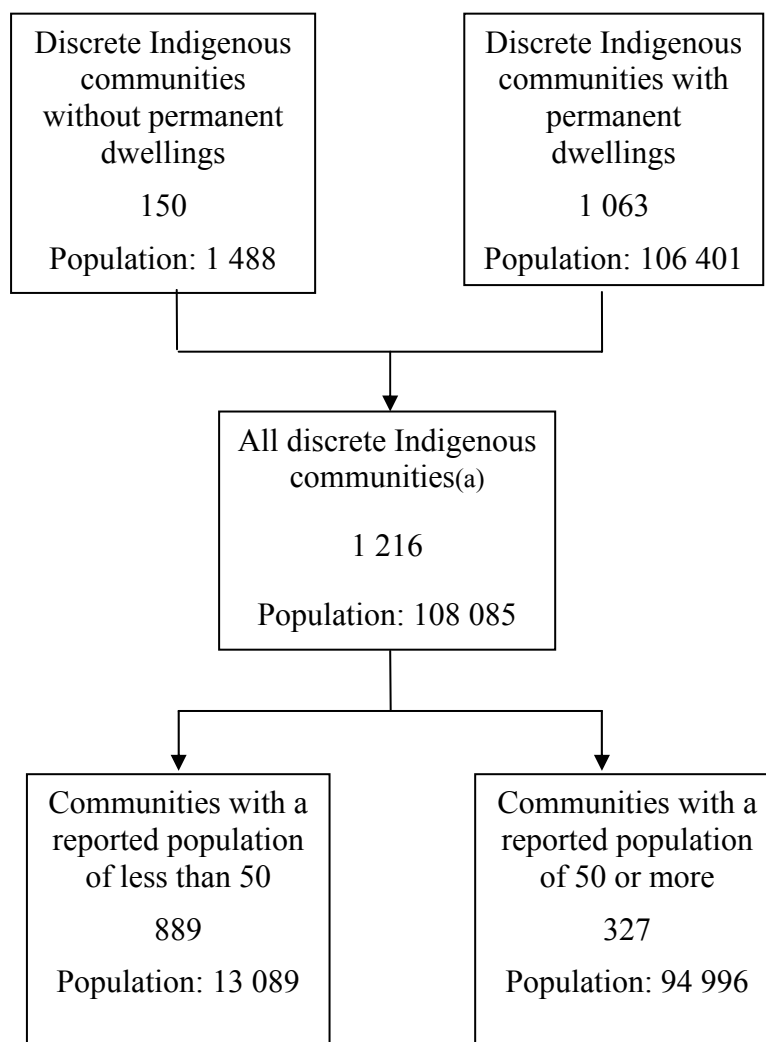 Discrete Indigenous
communities
without permanent
dwellings
150
Population: 1 488
Discrete Indigenous
communities with
permanent
dwellings
1 063
Population: 106 401
All discrete Indigenous
communities(a)
1 216
Population: 108 085
Communities with a
reported population
of less than 50
889
Population: 13 089
Communities with a
reported population
of 50 or more
327
Population: 94 996